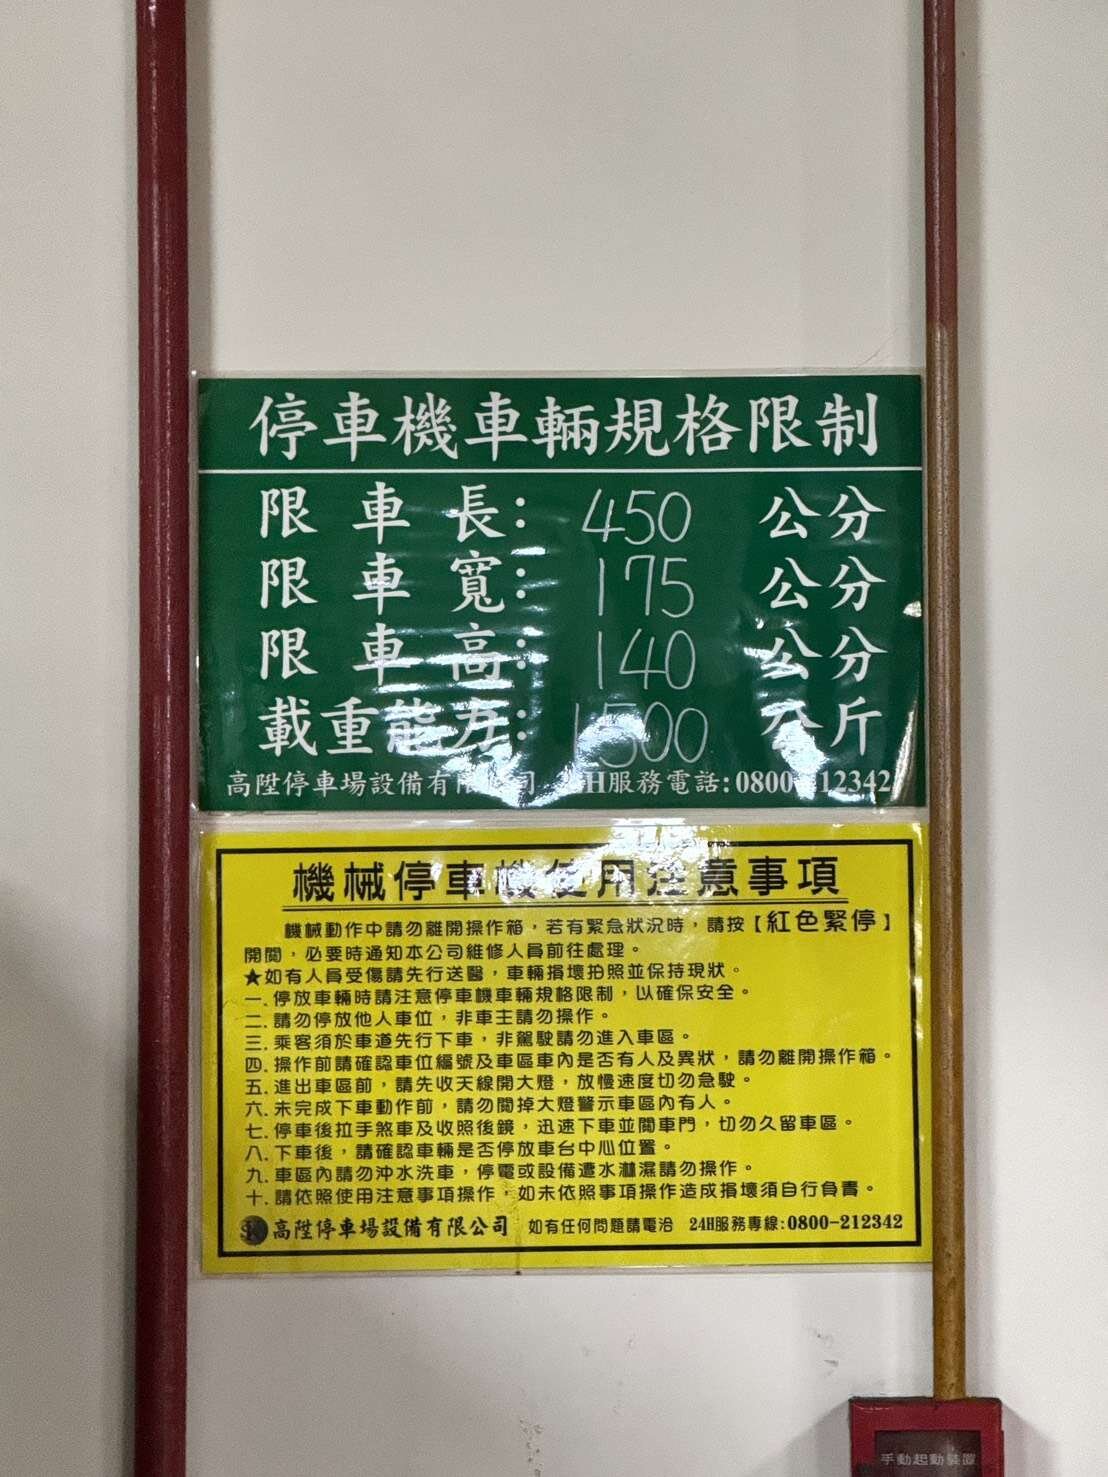 停車機車輛規格限制
限車長：450 公分
限車寬：175 公分
限車高：140 公分
載重能力：1500 公斤
高陞停車場設備有限公司 24H服務電話：0800-212342
機械停車機使用注意事項
機械動作中請勿離開操作箱，若有緊急狀況時，請按【紅色緊停】
開關，必要時通知本公司維修人員前往處理。
★如有人員受傷請先行送醫，車輛損壞拍照並保持現狀。
一.停放車輛時請注意停車機車輛規格限制，以確保安全。
二.請勿停放他人車位，非車主請勿操作。
三.乘客須於車道先行下車，非駕駛請勿進入車區。
四.操作前請確認車位編號及車區車內是否有人及異狀，請勿離開操作箱。
五.進出車區前，請先收天線開大燈，放慢速度切勿急駛。
六.未完成下車動作前，請勿關掉大燈警示車區內有人。
七.停車後拉手煞車及收照後鏡，迅速下車並關車門，切勿久留車區。
八.下車後，請確認車輛是否停放車台中心位置。
九.車區內請勿沖水洗車，停電或設備遭水淋濕請勿操作。
十.請依照使用注意事項操作，如未依照事項操作造成損壞須自行負責。
高陞停車場設備有限公司 如有任何問題請電洽 24H服務專線：0800-212342
手動起動裝置